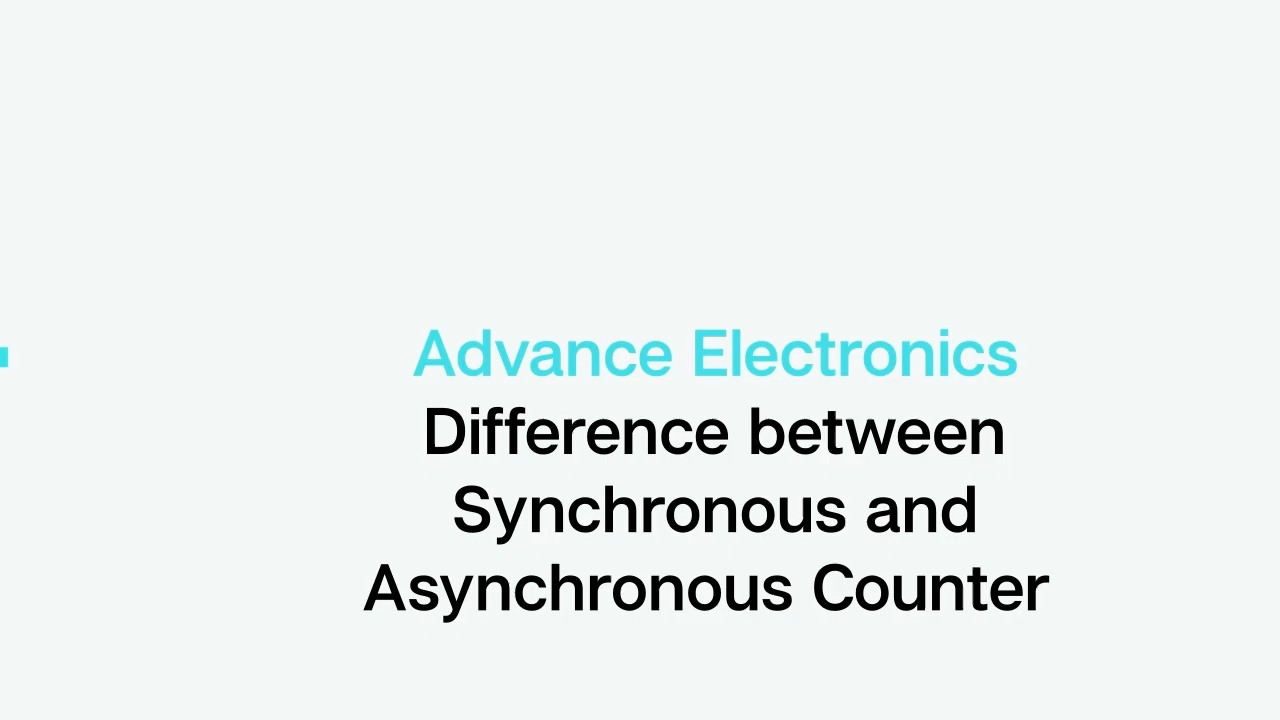 Advance Electronics
Difference between
Synchronous and
Asynchronous Counter